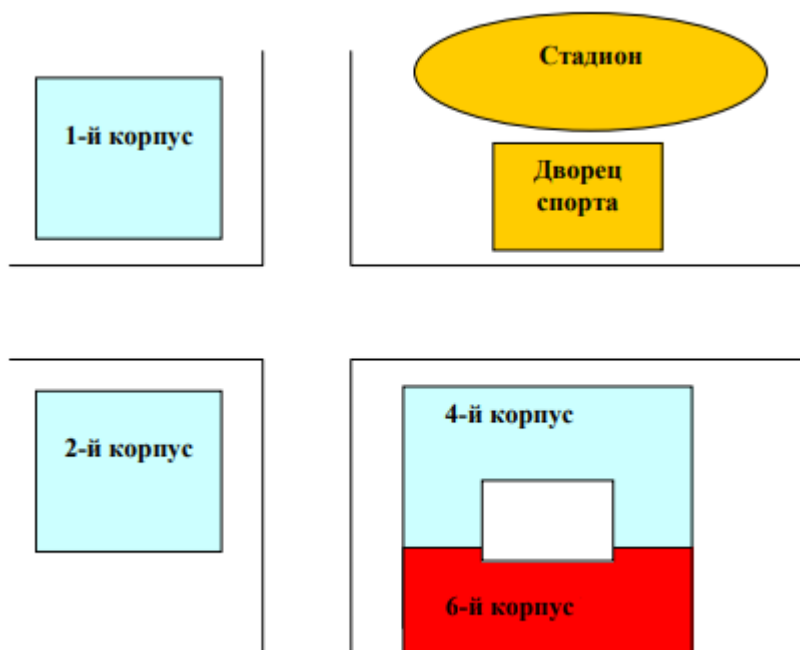 Стадион
1-й корпус
Дворец
спорта
4-й корпус
2-й корпус
6-й корпус